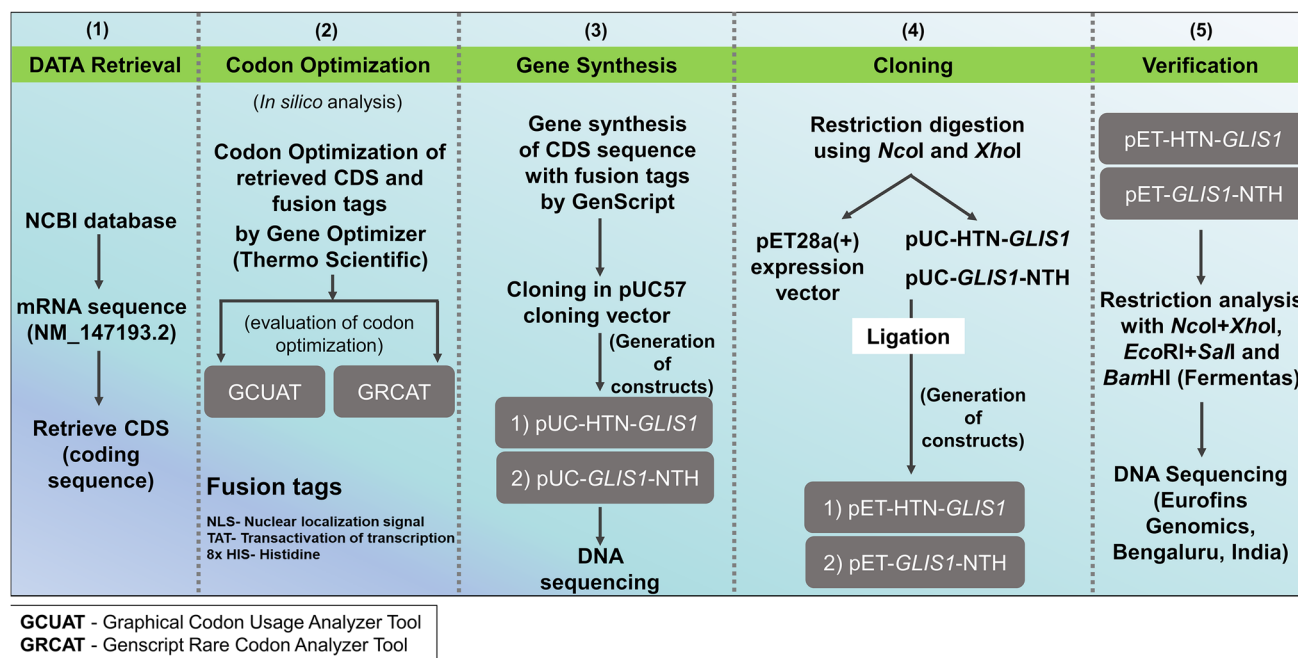 (1)
DATA Retrieval
NCBI database
mRNA sequence
(NM_147193.2)
Retrieve CDS
(coding
sequence)
(2)
Codon Optimization
(In silico analysis)
Codon Optimization of
retrieved CDS and
fusion tags
by Gene Optimizer
(Thermo Scientific)
(evaluation of codon
optimization)
GCUAT
GRCAT
Fusion tags
NLS- Nuclear localization signal
TAT- Transactivation of transcription
8x HIS- Histidine
(3)
Gene Synthesis
Gene synthesis
of CDS sequence
with fusion tags
by GenScript
Cloning in pUC57
cloning vector
(Generation
of
constructs)
1) pUC-HTN-GLIS1
2) pUC-GLIS1-NTH
DNA
sequencing
(4)
Cloning
Restriction digestion
using NcoI and XhoI
pET28a(+)
expression
vector
pUC-HTN-GLIS1
pUC-GLIS1-NTH
Ligation
(Generation
of
constructs)
1) pET-HTN-GLIS1
2) pET-GLIS1-NTH
(5)
Verification
pET-HTN-GLIS1
pET-GLIS1-NTH
Restriction analysis
with NcoI+XhoI,
EcoRI+SalI and
BamHI (Fermentas)
DNA Sequencing
(Eurofins
Genomics,
Bengaluru, India)
GCUAT - Graphical Codon Usage Analyzer Tool
GRCAT - Genscript Rare Codon Analyzer Tool